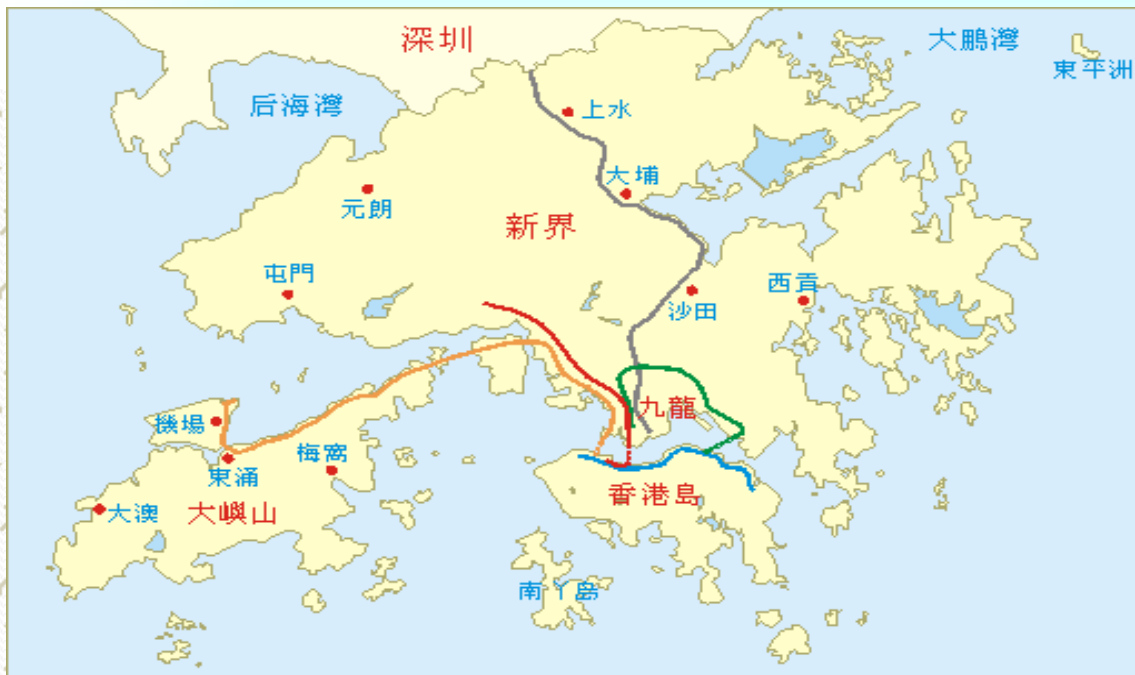 深圳
大鵬灣
東平洲
后海灣
上水
大埔
元朗
新界
屯門
沙田
西貢
九龍
機場
梅窩
東涌
香港島
大澳
大嶼山
南丫島